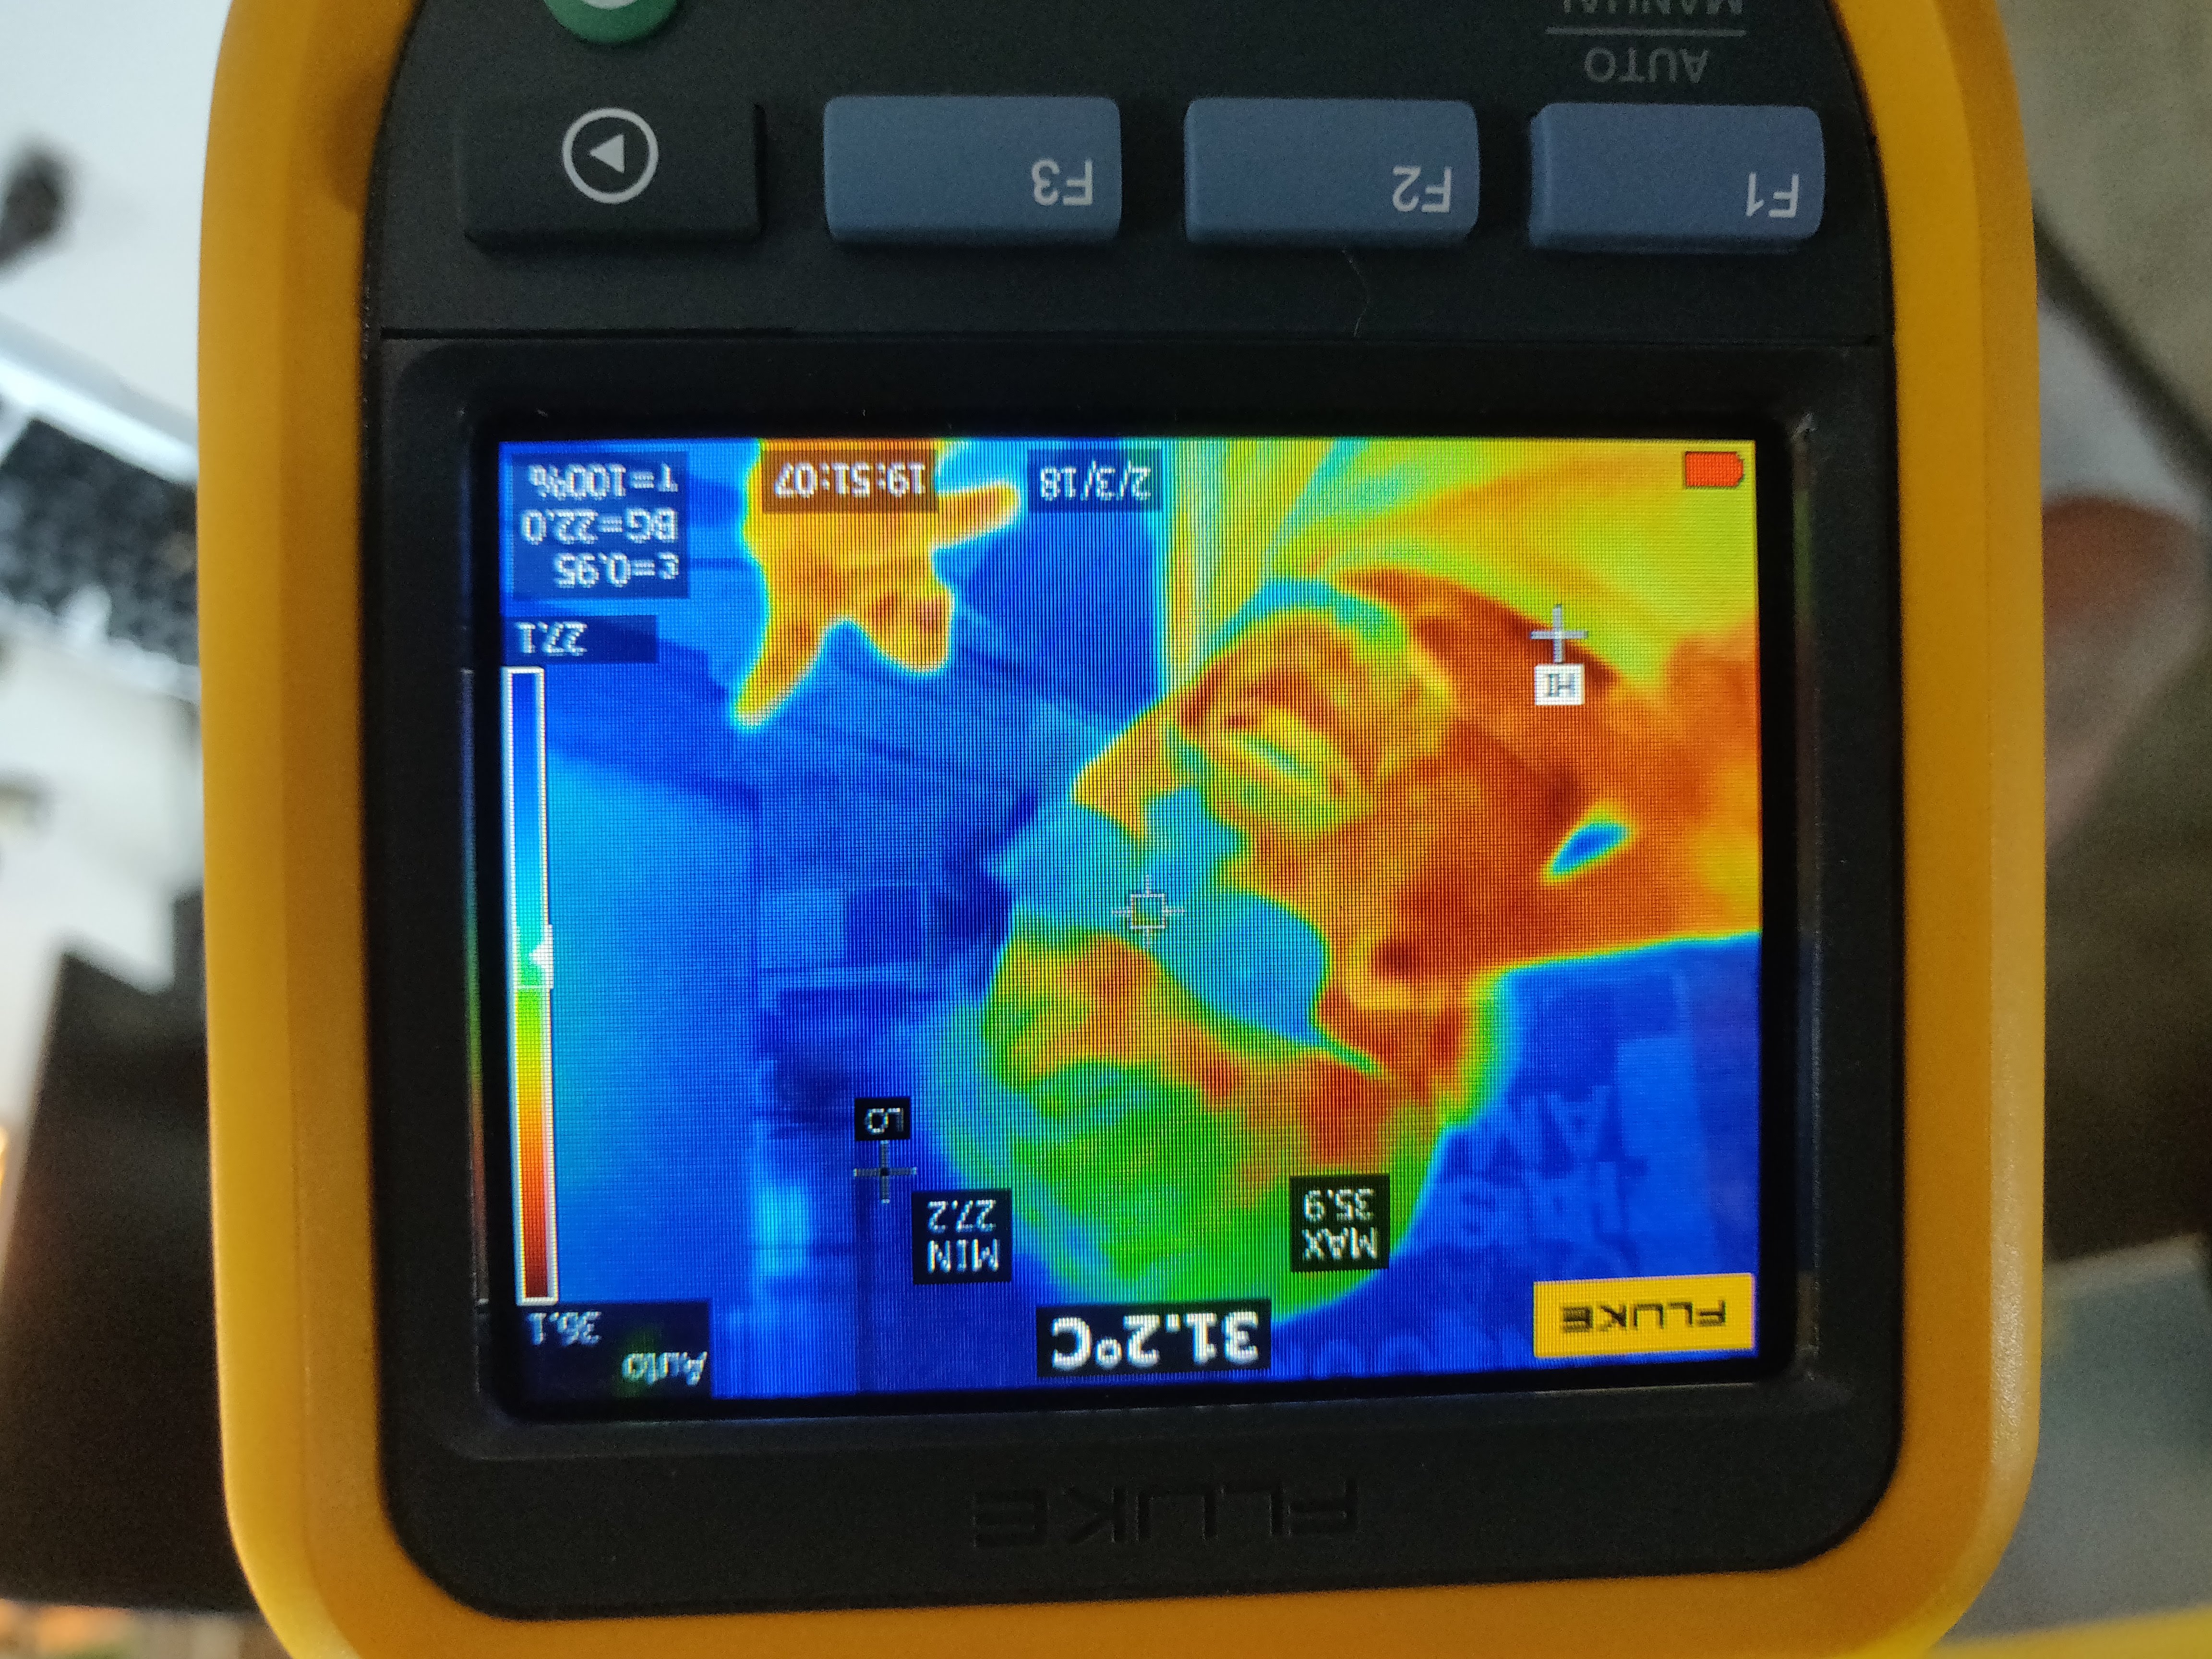 FLUKE
FLUKE
31.2°C
Auto
36.1
MAX
35.9
MIN
27.2
LO
HI
27.1
ε=0.95
BG=22.0
τ=100%
2/3/18
19:51:07
F1
F2
F3
AUTO
MANUAL